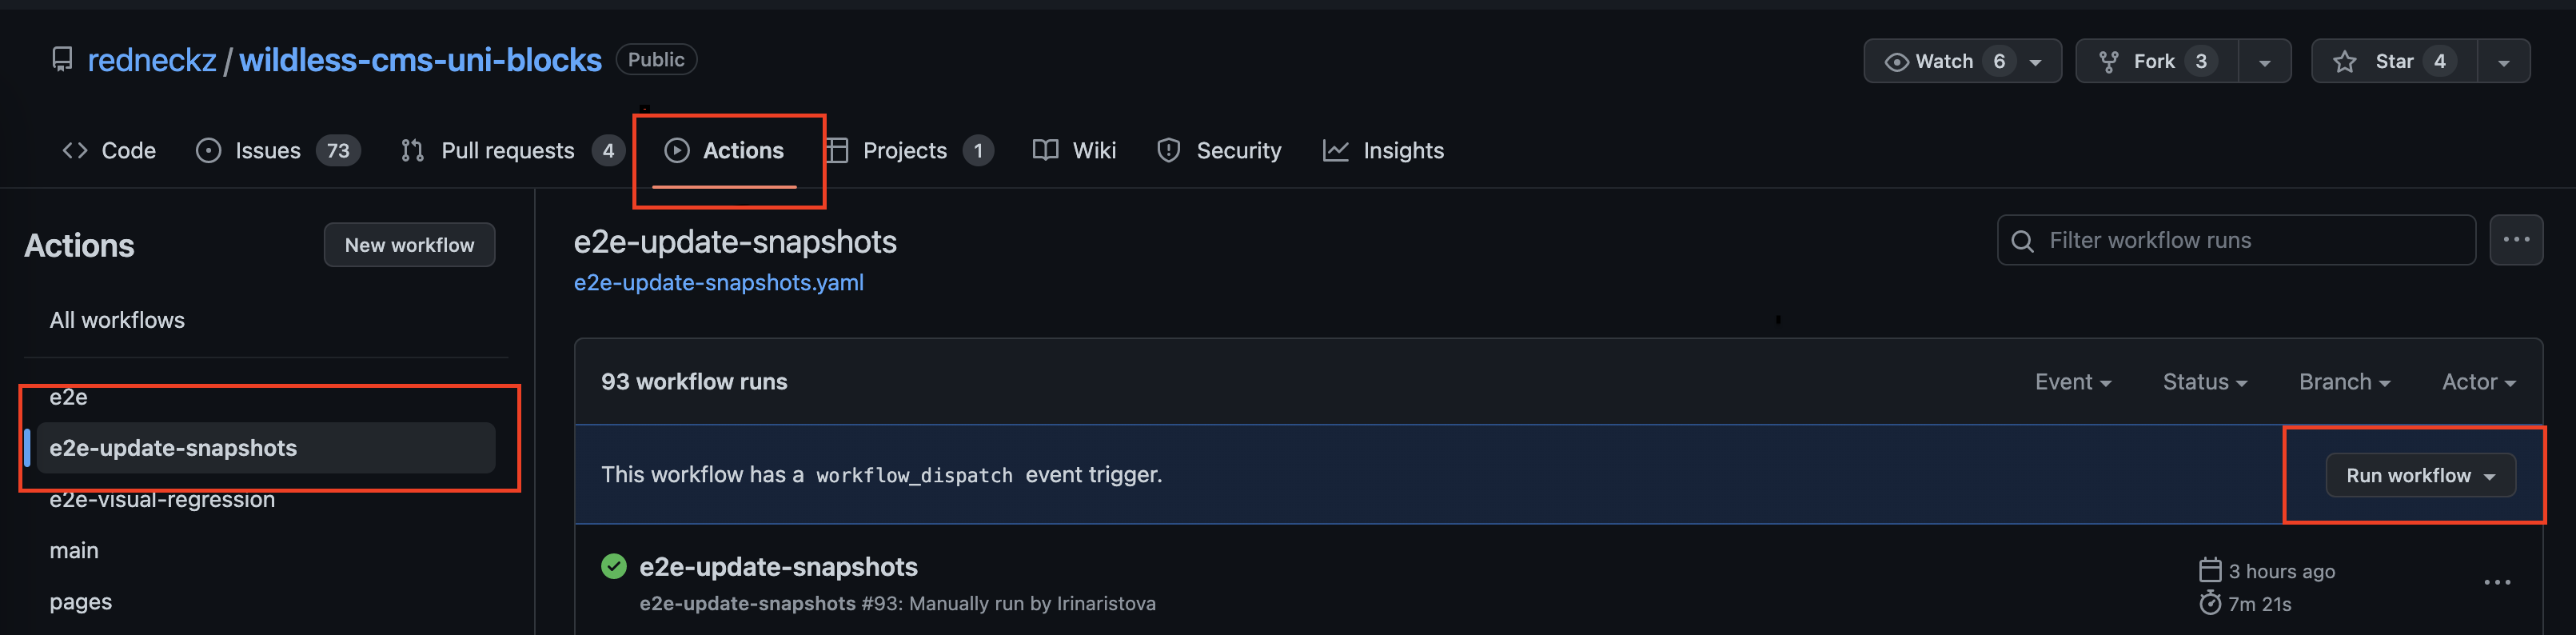 redneckz / wildless-cms-uni-blocks Public
Watch 6 Fork 3 Star 4
Code Issues 73 Pull requests 4 Actions Projects 1 Wiki Security Insights
Actions New workflow
All workflows
e2e
e2e-update-snapshots
e2e-visual-regression
main
pages
e2e-update-snapshots
e2e-update-snapshots.yaml
Filter workflow runs
93 workflow runs
Event Status Branch Actor
This workflow has a workflow_dispatch event trigger.
Run workflow
e2e-update-snapshots
e2e-update-snapshots #93: Manually run by Irinaristova
3 hours ago
7m 21s